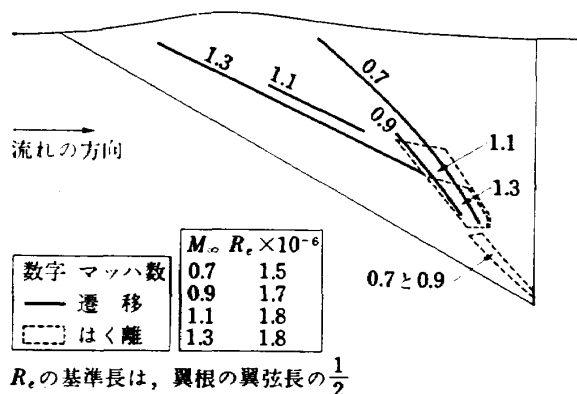 0.7
1.3
1.1
0.9
1.1
1.3
0.7と0.9
流れの方向
数字 マッハ数
遷 移
はく離
M∞ Re×10⁻⁶
0.7 1.5
0.9 1.7
1.1 1.8
1.3 1.8
Reの基準長は，翼根の翼弦長の1/2